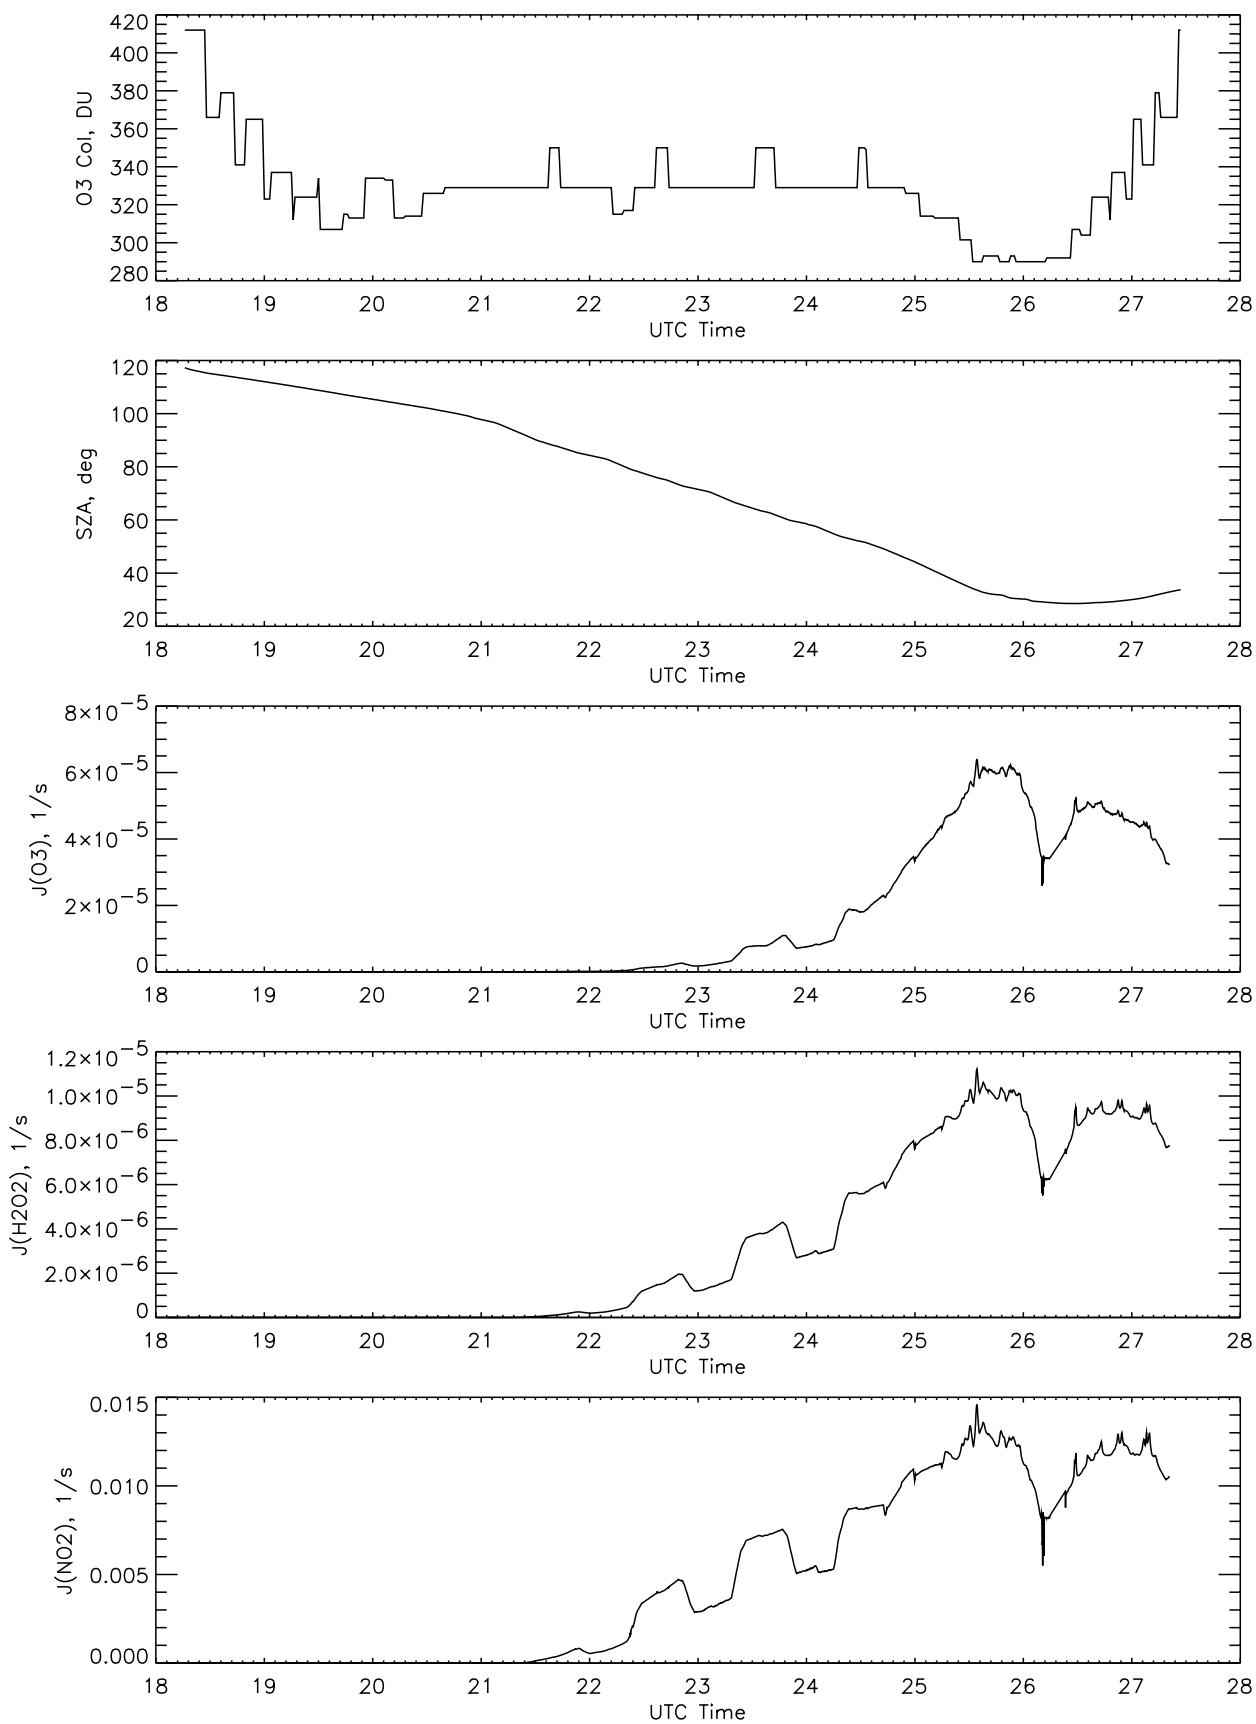 420
400
380
360
340
320
300
280
O3 Col, DU
18 19 20 21 22 23 24 25 26 27 28
UTC Time
120
100
80
60
40
20
SZA, deg
18 19 20 21 22 23 24 25 26 27 28
UTC Time
8×10⁻⁵
6×10⁻⁵
4×10⁻⁵
2×10⁻⁵
0
J(O3), 1/s
18 19 20 21 22 23 24 25 26 27 28
UTC Time
1.2×10⁻⁵
1.0×10⁻⁵
8.0×10⁻⁶
6.0×10⁻⁶
4.0×10⁻⁶
2.0×10⁻⁶
0
J(H2O2), 1/s
18 19 20 21 22 23 24 25 26 27 28
UTC Time
0.015
0.010
0.005
0.000
J(NO2), 1/s
18 19 20 21 22 23 24 25 26 27 28
UTC Time